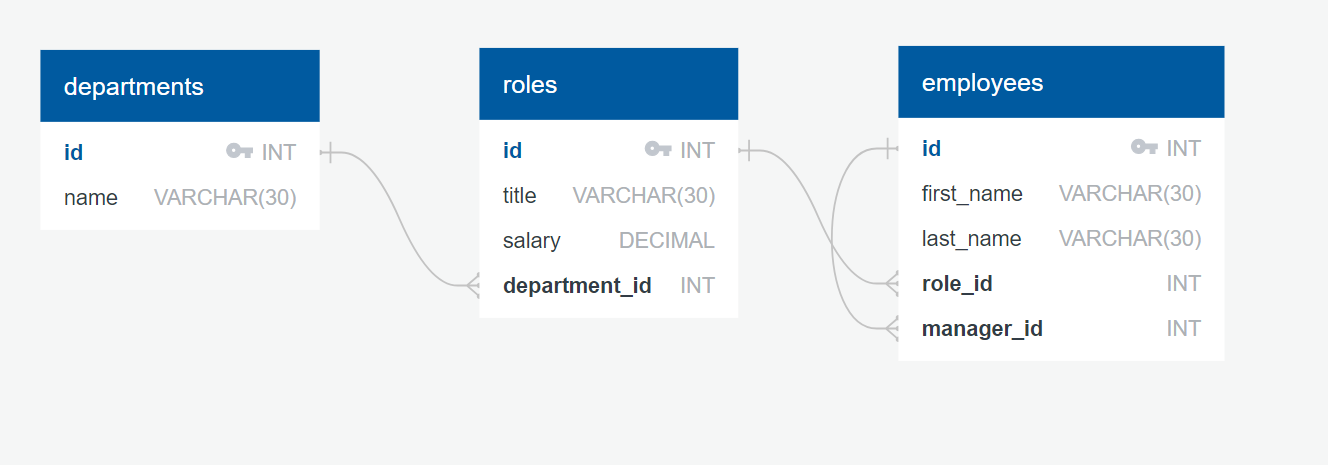 departments
id INT
name VARCHAR(30)
roles
id INT
title VARCHAR(30)
salary DECIMAL
department_id INT
employees
id INT
first_name VARCHAR(30)
last_name VARCHAR(30)
role_id INT
manager_id INT